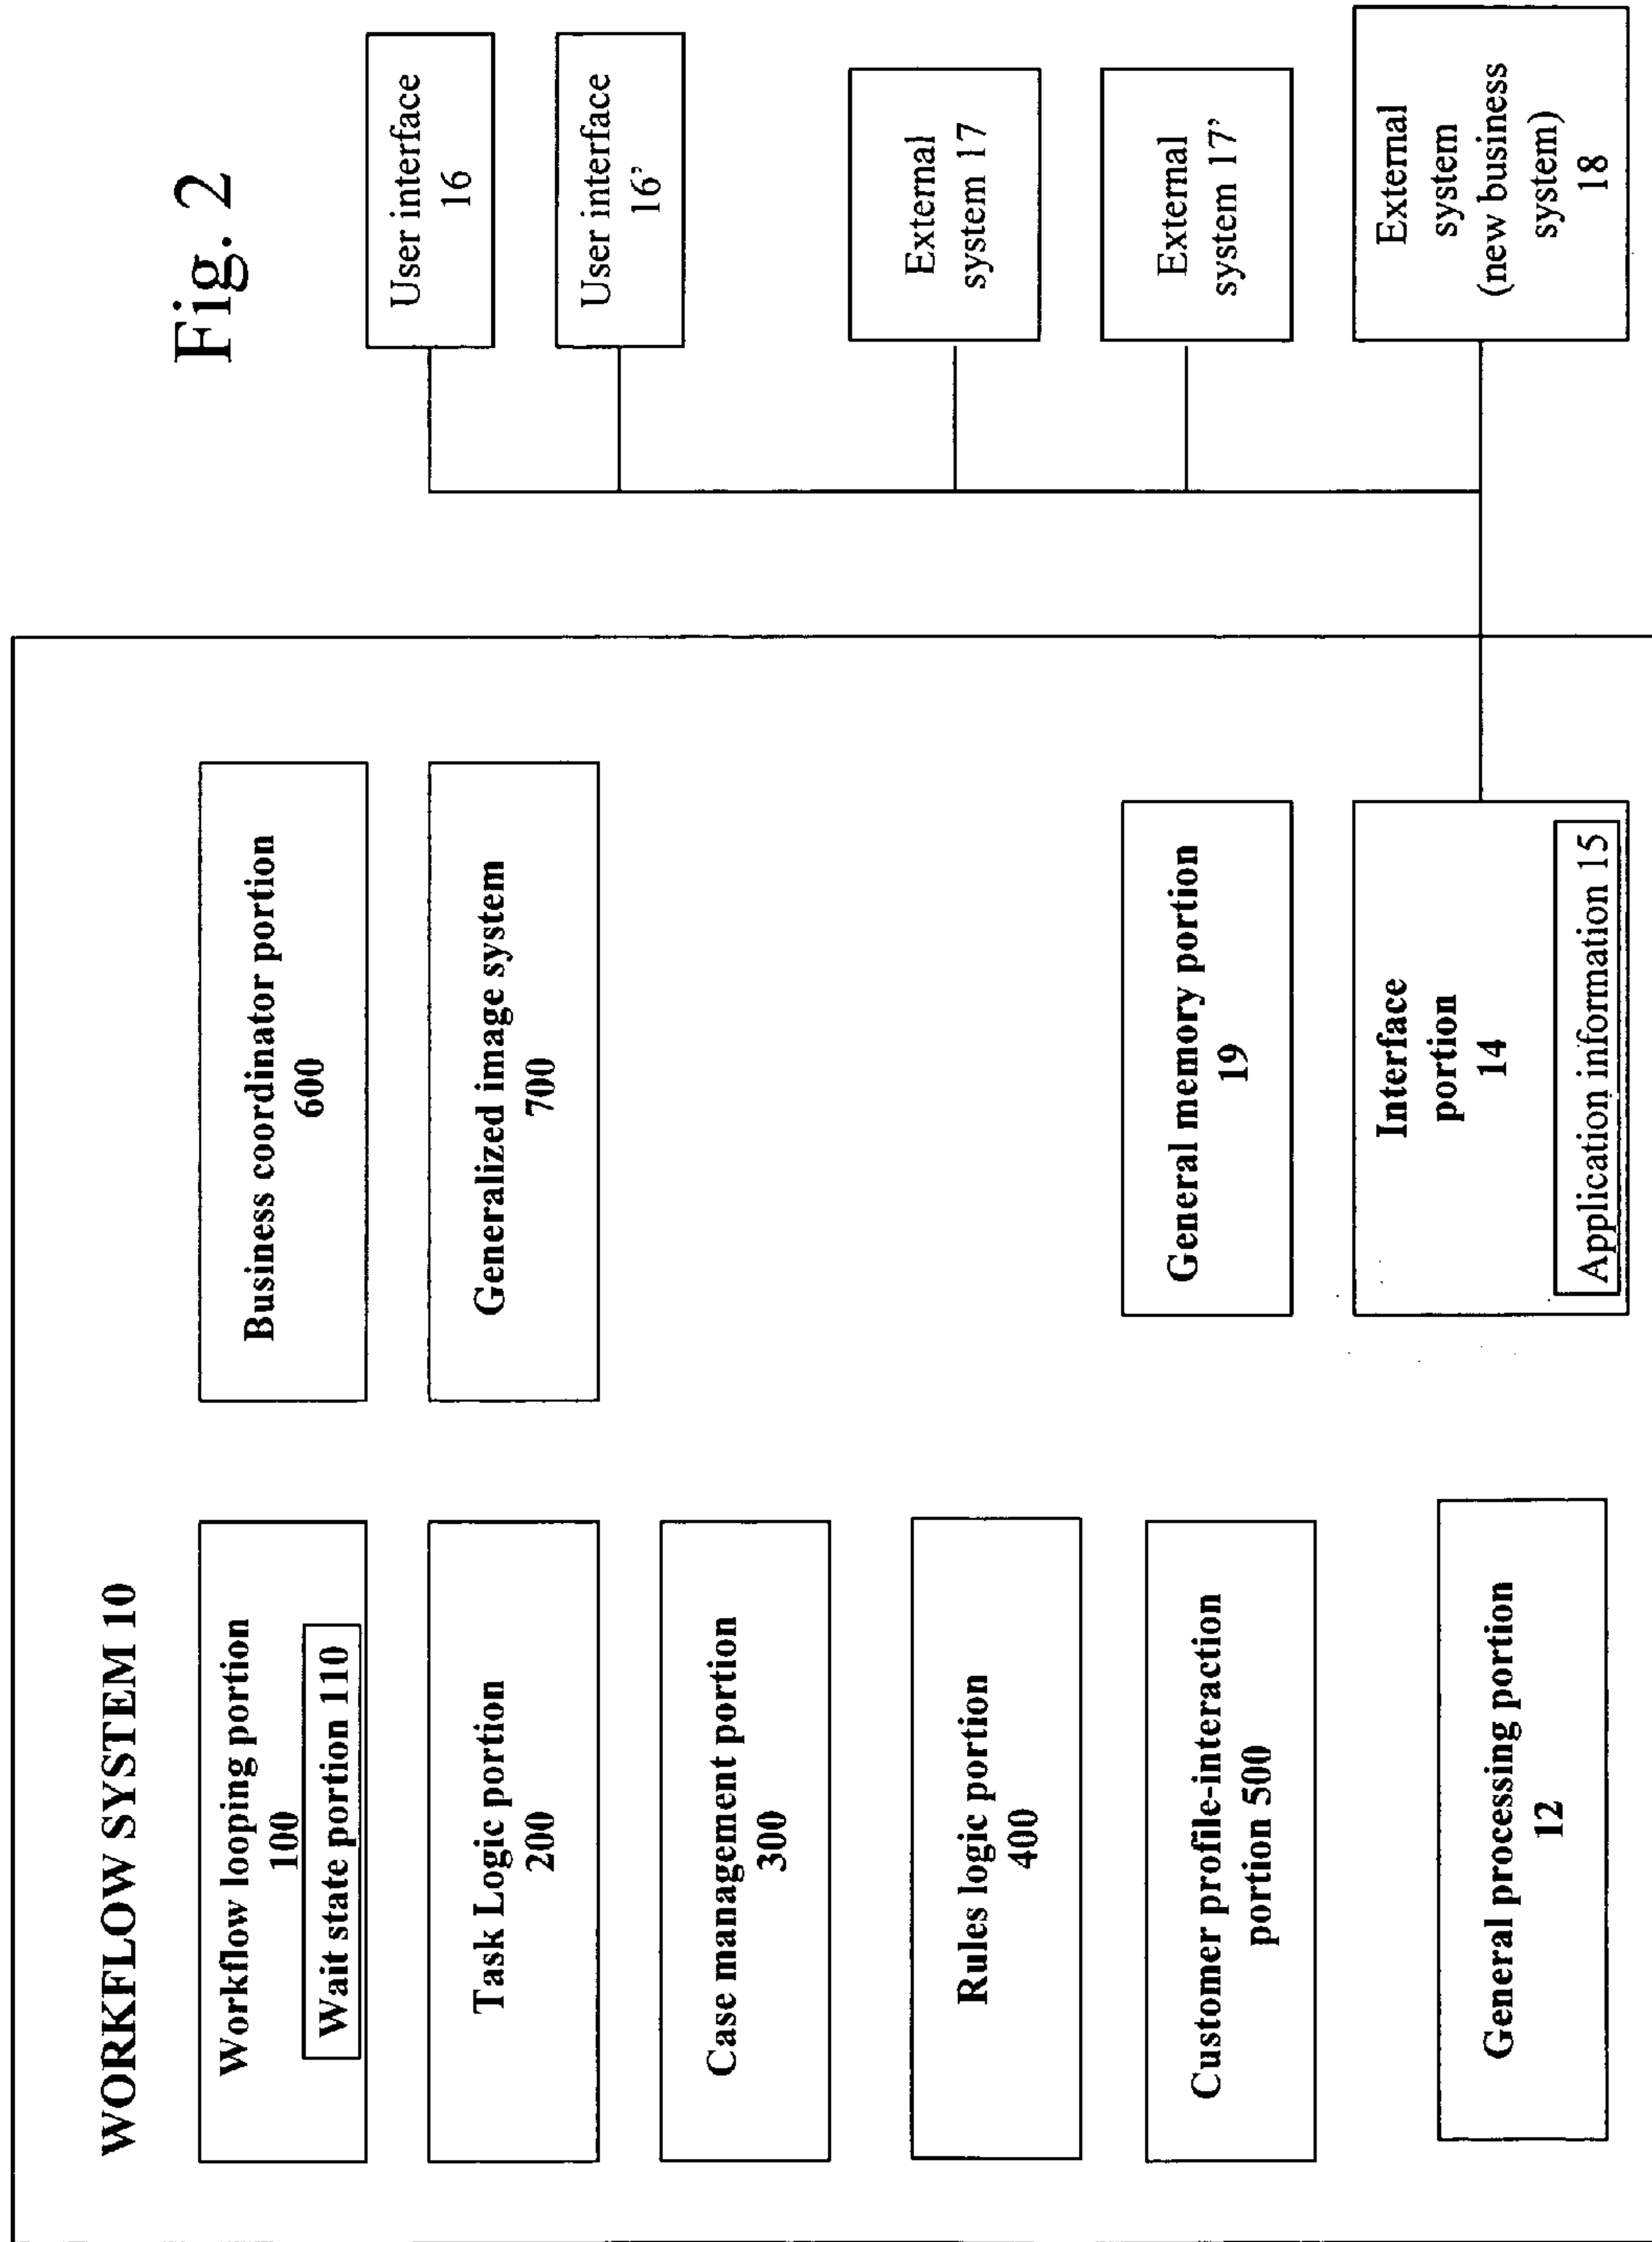 Fig. 2
WORKFLOW SYSTEM 10
Workflow looping portion
100
Wait state portion 110
Task Logic portion
200
Case management portion
300
Rules logic portion
400
Customer profile-interaction
portion 500
General processing portion
12
Business coordinator portion
600
Generalized image system
700
General memory portion
19
Interface
portion
14
Application information 15
User interface
16
User interface
16’
External
system 17
External
system 17’
External
system
(new business
system)
18